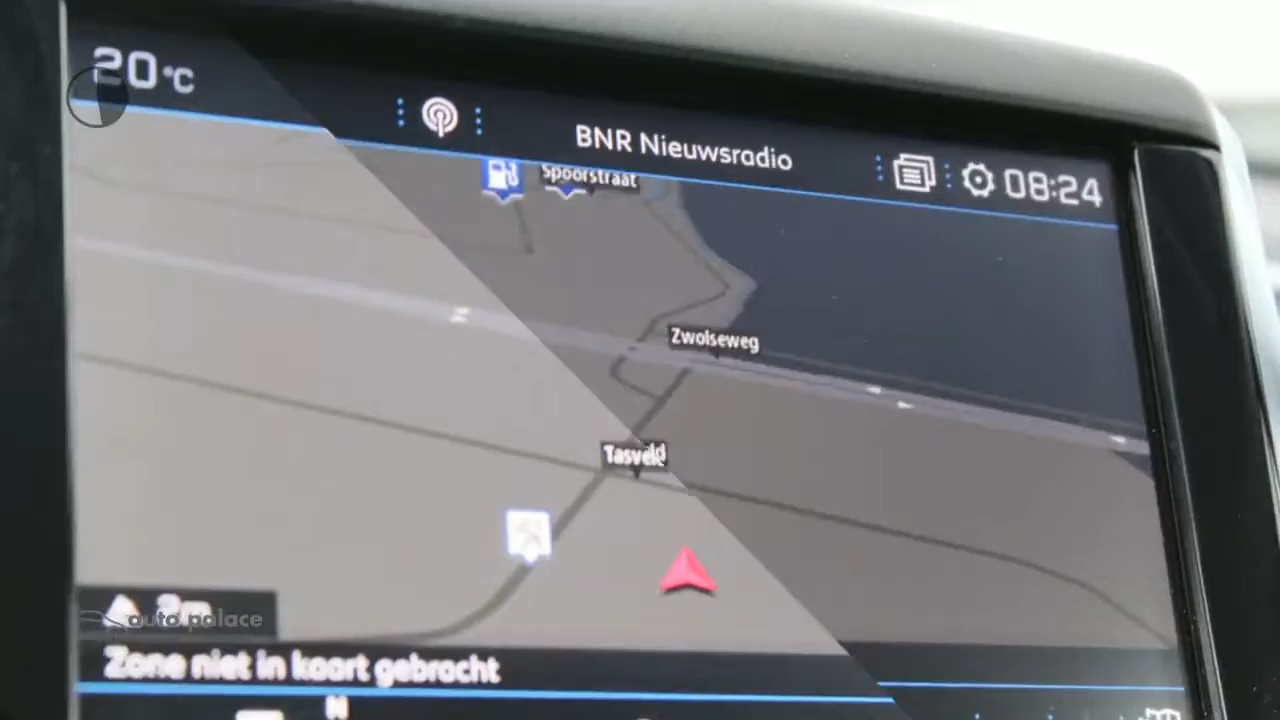 20°C
BNR Nieuwsradio
08:24
Spoorstraat
Zwolseweg
Tasveld
auto palace
Zone niet in kaart gebracht
N